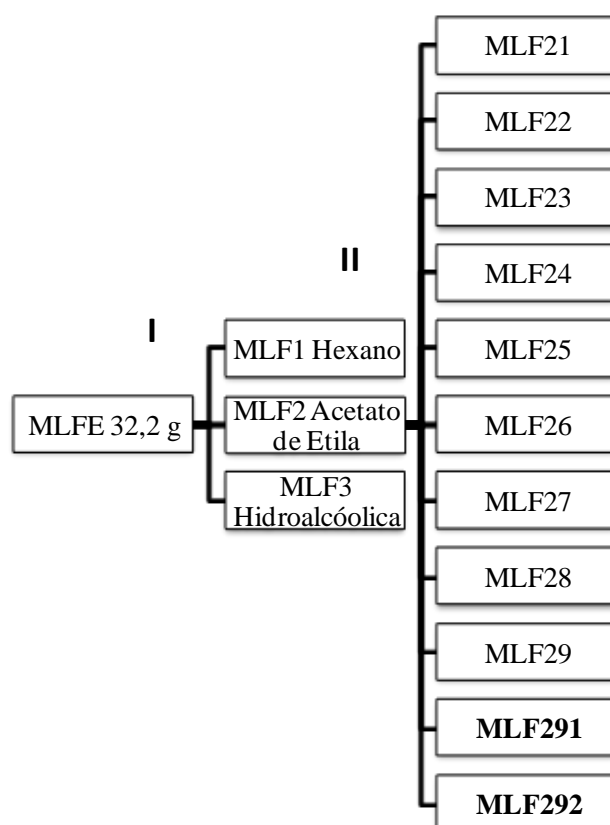 MLF21
MLF22
MLF23
MLF24
II
I
MLF25
MLF1 Hexano
MLFE 32,2 g
MLF2 Acetato
de Etila
MLF26
MLF3
Hidroalcóolica
MLF27
MLF28
MLF29
MLF291
MLF292